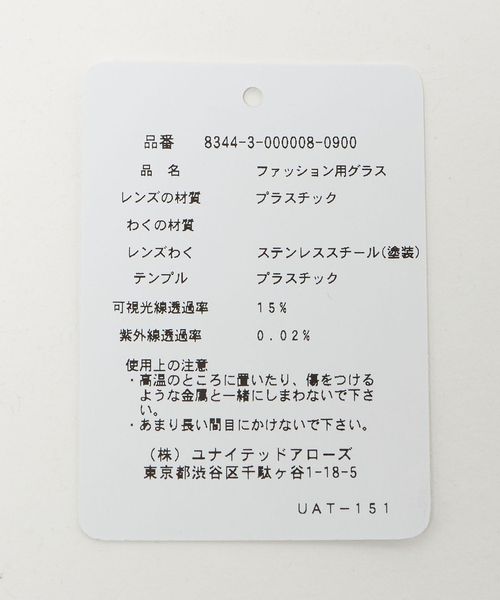 品番 8344-3-000008-0900
品 名 ファッション用グラス
レンズの材質 プラスチック
わくの材質
レンズわく ステンレススチール(塗装)
テンプル プラスチック
可視光線透過率 15%
紫外線透過率 0.02%
使用上の注意
・高温のところに置いたり、傷をつける
ような金属と一緒にしまわないで下さ
い。
・あまり長い間目にかけないで下さい。
(株) ユナイテッドアローズ
東京都渋谷区千駄ヶ谷1-18-5
UAT-151